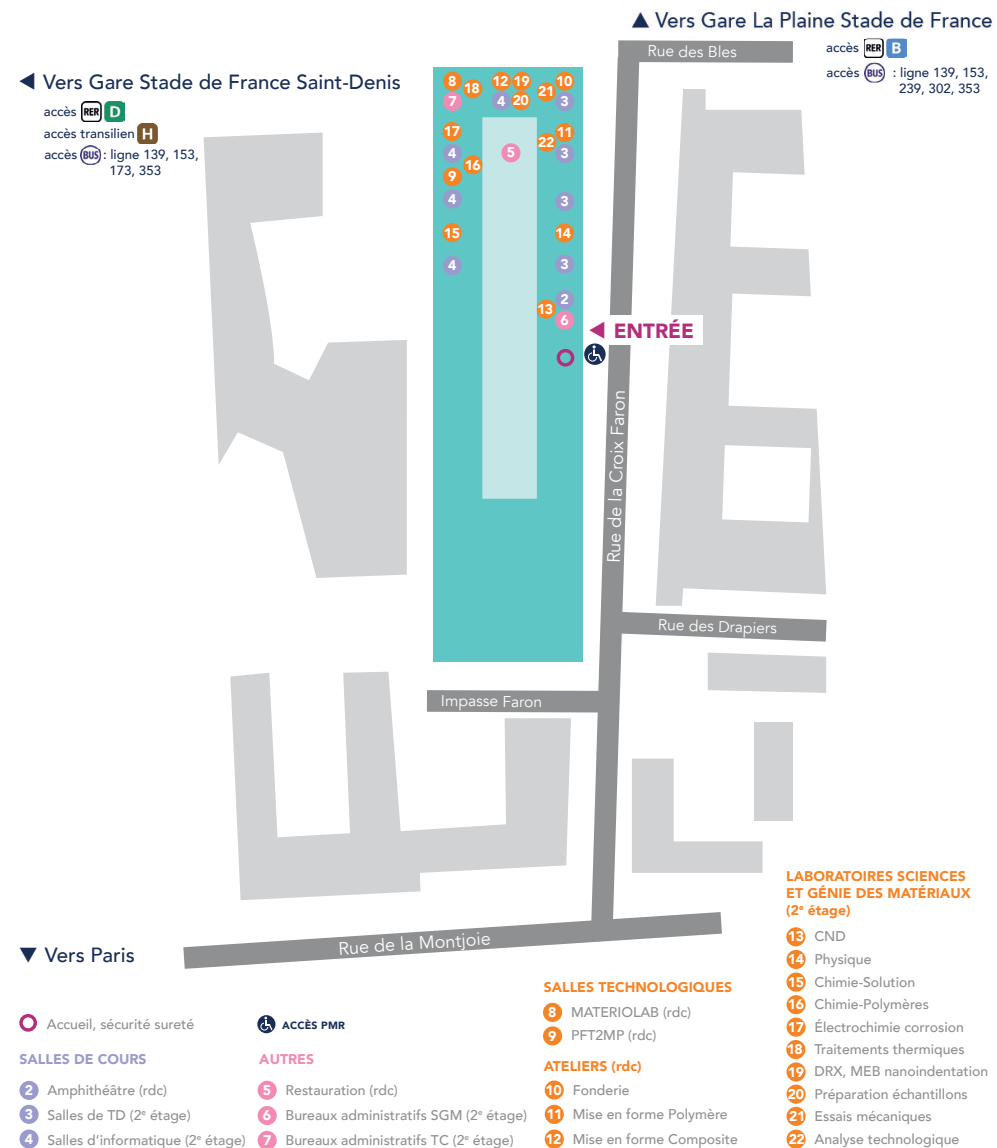 ▲ Vers Gare La Plaine Stade de France
accès RER B
accès BUS : ligne 139, 153,
239, 302, 353
Rue des Bles
◄ Vers Gare Stade de France Saint-Denis
accès RER D
accès transilien H
accès BUS : ligne 139, 153,
173, 353
8 18 12 19 21 10
7 4 20 3
17 22 11
4 16 5 3
9
4 3
15 14
4 3
2
13 6
◄ ENTRÉE
Rue de la Croix Faron
Rue des Drapiers
Impasse Faron
Rue de la Montjoie
▼ Vers Paris
Accueil, sécurité sureté
ACCÈS PMR
SALLES DE COURS
2 Amphithéâtre (rdc)
3 Salles de TD (2e étage)
4 Salles d'informatique (2e étage)
AUTRES
5 Restauration (rdc)
6 Bureaux administratifs SGM (2e étage)
7 Bureaux administratifs TC (2e étage)
SALLES TECHNOLOGIQUES
8 MATERIOLAB (rdc)
9 PFT2MP (rdc)
ATELIERS (rdc)
10 Fonderie
11 Mise en forme Polymère
12 Mise en forme Composite
LABORATOIRES SCIENCES
ET GÉNIE DES MATÉRIAUX
(2e étage)
13 CND
14 Physique
15 Chimie-Solution
16 Chimie-Polymères
17 Électrochimie corrosion
18 Traitements thermiques
19 DRX, MEB nanoindentation
20 Préparation échantillons
21 Essais mécaniques
22 Analyse technologique